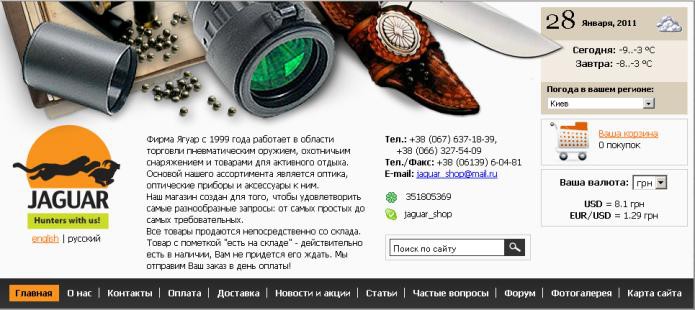 28 Января, 2011
Сегодня: -9..-3 °C
Завтра: -8..-3 °C
Погода в вашем регионе:
Киев
Ваша корзина
0 покупок
Ваша валюта: грн
USD = 8.1 грн
EUR/USD = 1.29 грн
JAGUAR
Hunters with us!
english | русский
Фирма Ягуар с 1999 года работает в области
торговли пневматическим оружием, охотничьим
снаряжением и товарами для активного отдыха.
Основой нашего ассортимента является оптика,
оптические приборы и аксессуары к ним.
Наш магазин создан для того, чтобы удовлетворить
самые разнообразные запросы: от самых простых до
самых требовательных.
Все товары продаются непосредственно со склада.
Товар с пометкой "есть на складе" - действительно
есть в наличии, Вам не придется его ждать. Мы
отправим Ваш заказ в день оплаты!
Тел.: +38 (067) 637-18-39,
+38 (066) 327-54-09
Тел./Факс: +38 (06139) 6-04-81
E-mail: jaquar_shop@mail.ru
351805369
jaguar_shop
Поиск по сайту
Главная | О нас | Контакты | Оплата | Доставка | Новости и акции | Статьи | Частые вопросы | Форум | Фотогалерея | Карта сайта